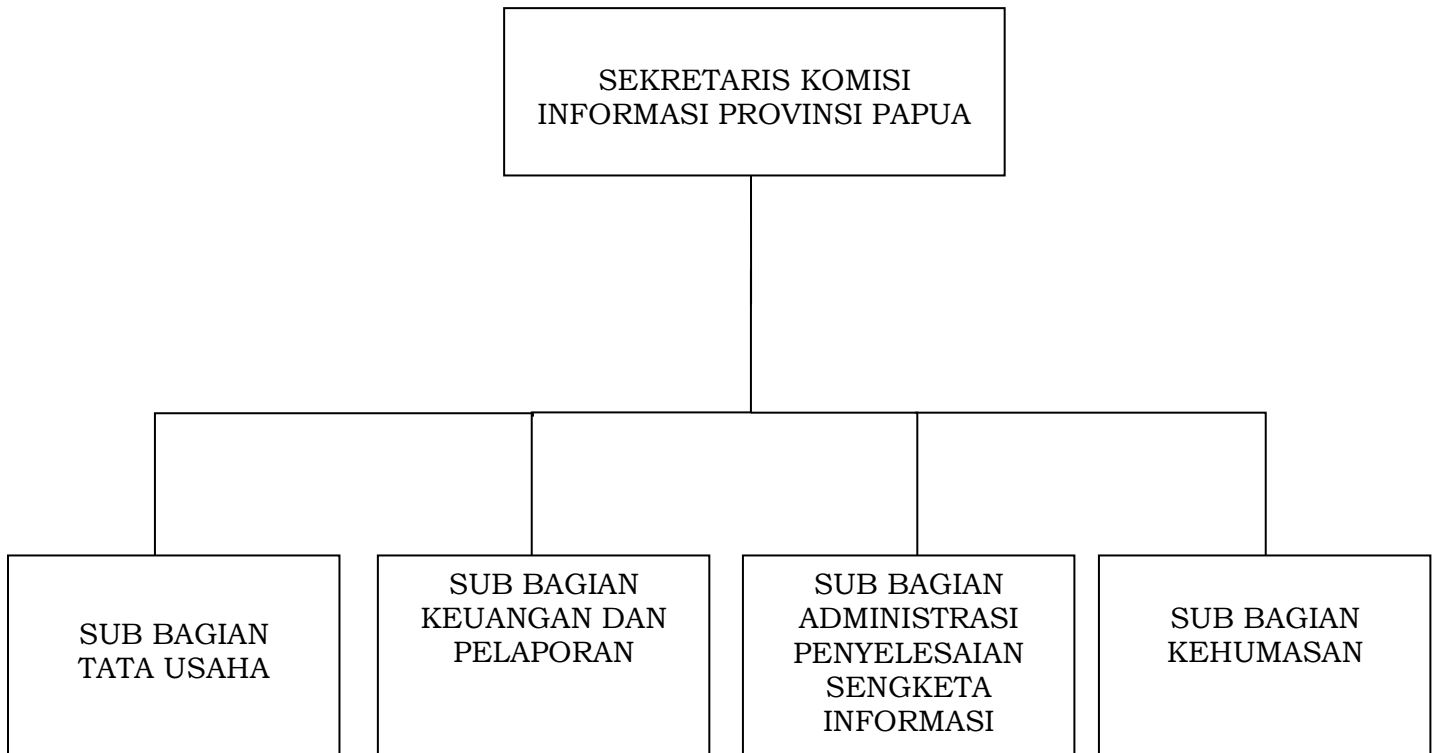 SEKRETARIS KOMISI
INFORMASI PROVINSI PAPUA
SUB BAGIAN
TATA USAHA
SUB BAGIAN
KEUANGAN DAN
PELAPORAN
SUB BAGIAN
ADMINISTRASI
PENYELESAIAN
SENGKETA
INFORMASI
SUB BAGIAN
KEHUMASAN